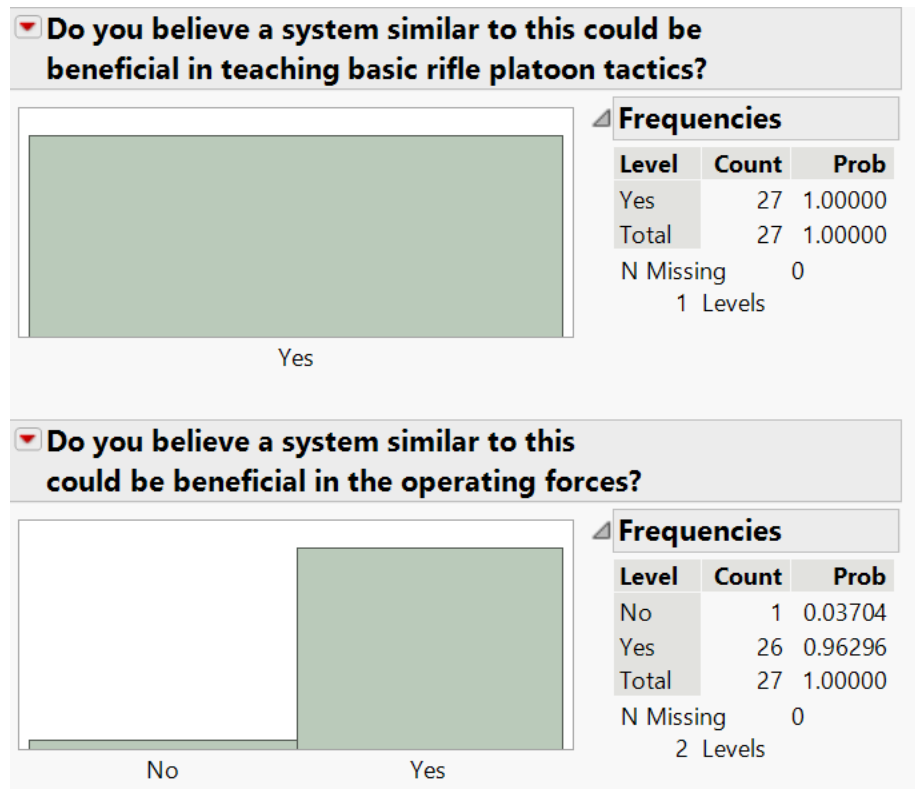 Do you believe a system similar to this could be
beneficial in teaching basic rifle platoon tactics?
Frequencies
Level Count Prob
Yes 27 1.00000
Total 27 1.00000
N Missing 0
1 Levels
Yes
Do you believe a system similar to this
could be beneficial in the operating forces?
Frequencies
Level Count Prob
No 1 0.03704
Yes 26 0.96296
Total 27 1.00000
N Missing 0
2 Levels
No Yes